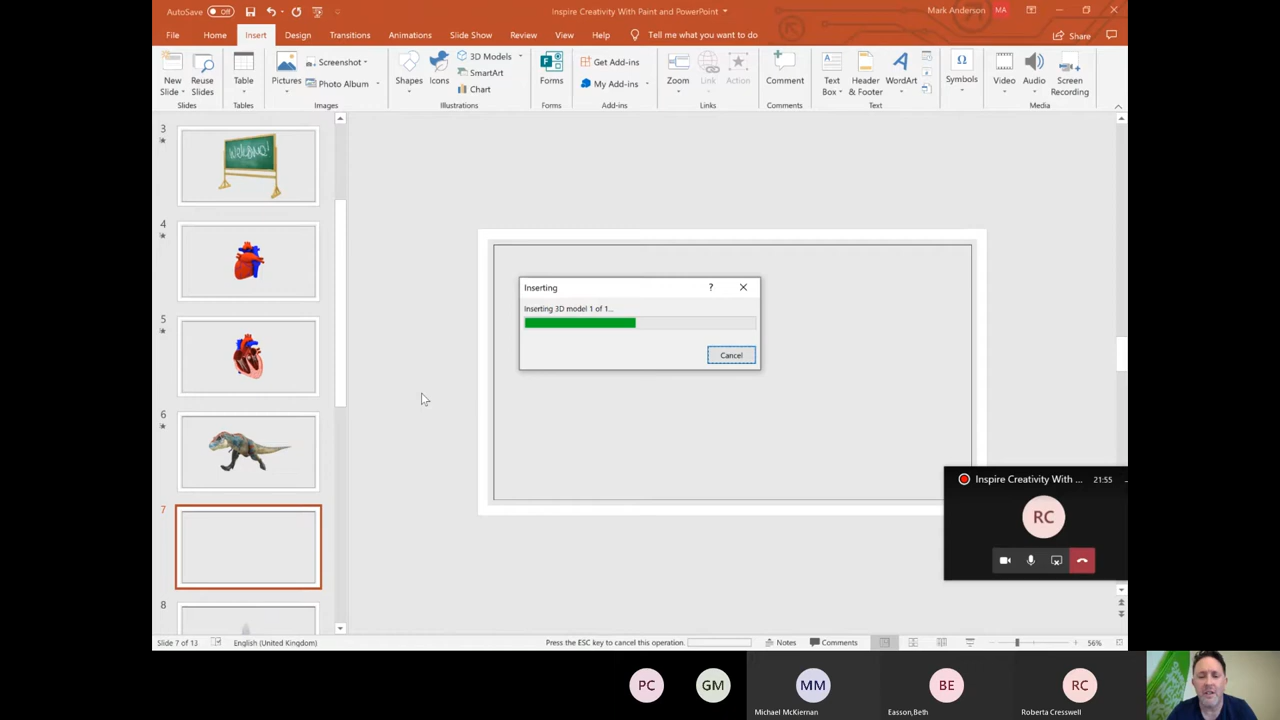 AutoSave Off
Inspire Creativity With Paint and PowerPoint
Mark Anderson MA
File Home Insert Design Transitions Animations Slide Show Review View Help Tell me what you want to do
Share
New Slide
Reuse Slides
Table
Pictures
Screenshot
Photo Album
Shapes
Icons
3D Models
SmartArt
Chart
Forms
Get Add-ins
My Add-ins
Zoom
Link
Action
Comment
Text Box
Header & Footer
WordArt
Symbols
Video
Audio
Screen Recording
Slides Tables Images Illustrations Forms Add-ins Links Comments Text Media
3
Welcome!
4
5
6
7
8
Inserting ?
Inserting 3D model 1 of 1...
Cancel
Inspire Creativity With ... 21:55
RC
Slide 7 of 13 English (United Kingdom) Press the ESC key to cancel this operation. Notes Comments 56%
PC GM MM BE RC
Michael McKiernan Easson,Beth Roberta Cresswell